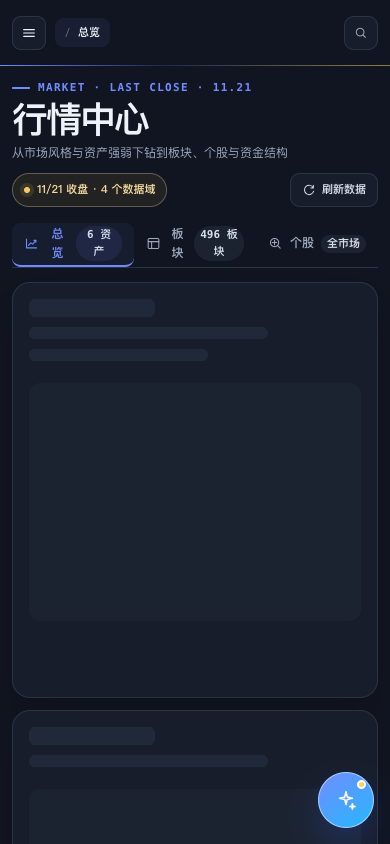 / 总览
MARKET · LAST CLOSE · 11.21
行情中心
从市场风格与资产强弱下钻到板块、个股与资金结构
11/21 收盘 · 4 个数据域
刷新数据
总览
6 资产
板块
496 板块
个股
全市场